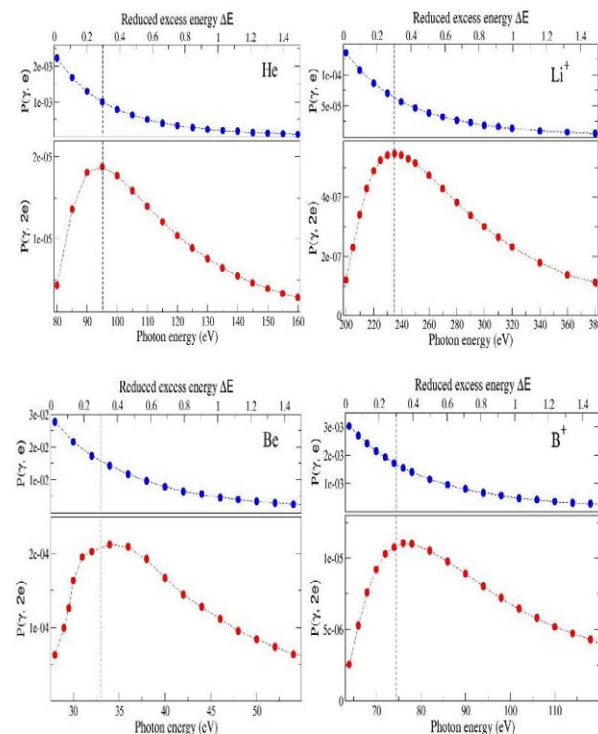 Reduced excess energy ΔE
0 0.2 0.4 0.6 0.8 1 1.2 1.4
P(γ, e)
2e-03
1e-03
He
P(γ, 2e)
2e-05
1e-05
80 90 100 110 120 130 140 150 160
Photon energy (eV)
Reduced excess energy ΔE
0 0.2 0.4 0.6 0.8 1 1.2 1.4
P(γ, e)
1e-04
5e-05
Li+
P(γ, 2e)
4e-07
2e-07
0
200 220 240 260 280 300 320 340 360 380
Photon energy (eV)
Reduced excess energy ΔE
0 0.2 0.4 0.6 0.8 1 1.2 1.4
P(γ, e)
3e-02
2e-02
1e-02
Be
P(γ, 2e)
2e-04
1e-04
30 35 40 45 50
Photon energy (eV)
Reduced excess energy ΔE
0 0.2 0.4 0.6 0.8 1 1.2 1.4
P(γ, e)
3e-03
2e-03
1e-03
B+
P(γ, 2e)
1e-05
5e-06
0
70 80 90 100 110
Photon energy (eV)